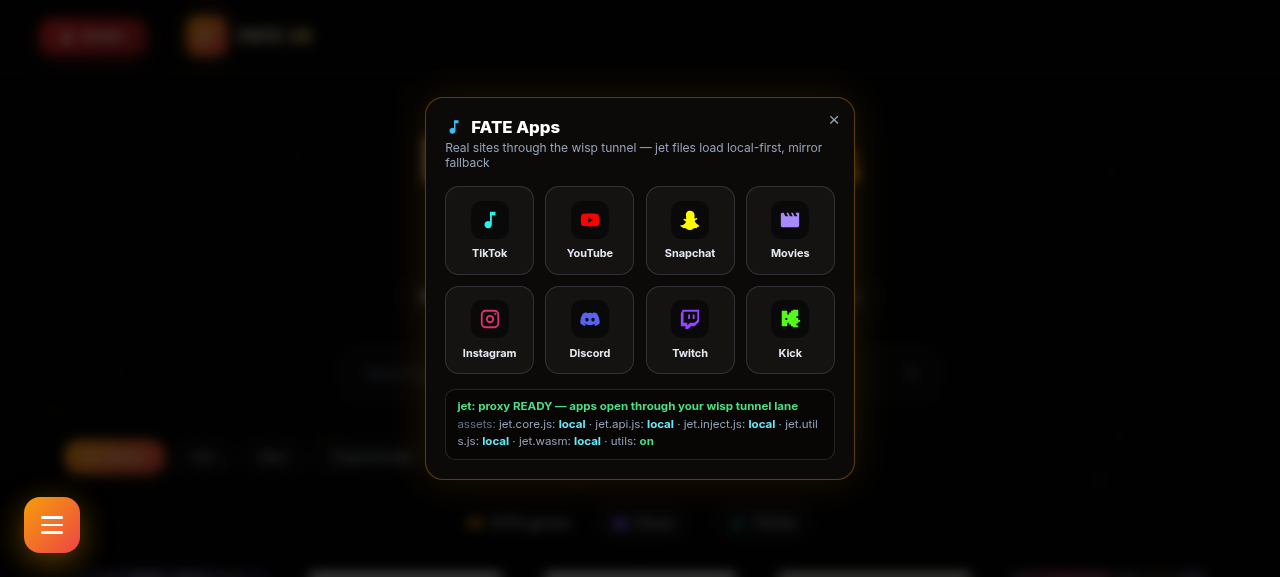 FATE Apps
Real sites through the wisp tunnel — jet files load local-first, mirror
fallback
TikTok
YouTube
Snapchat
Movies
Instagram
Discord
Twitch
Kick
jet: proxy READY — apps open through your wisp tunnel lane
assets: jet.core.js: local · jet.api.js: local · jet.inject.js: local · jet.util
s.js: local · jet.wasm: local · utils: on